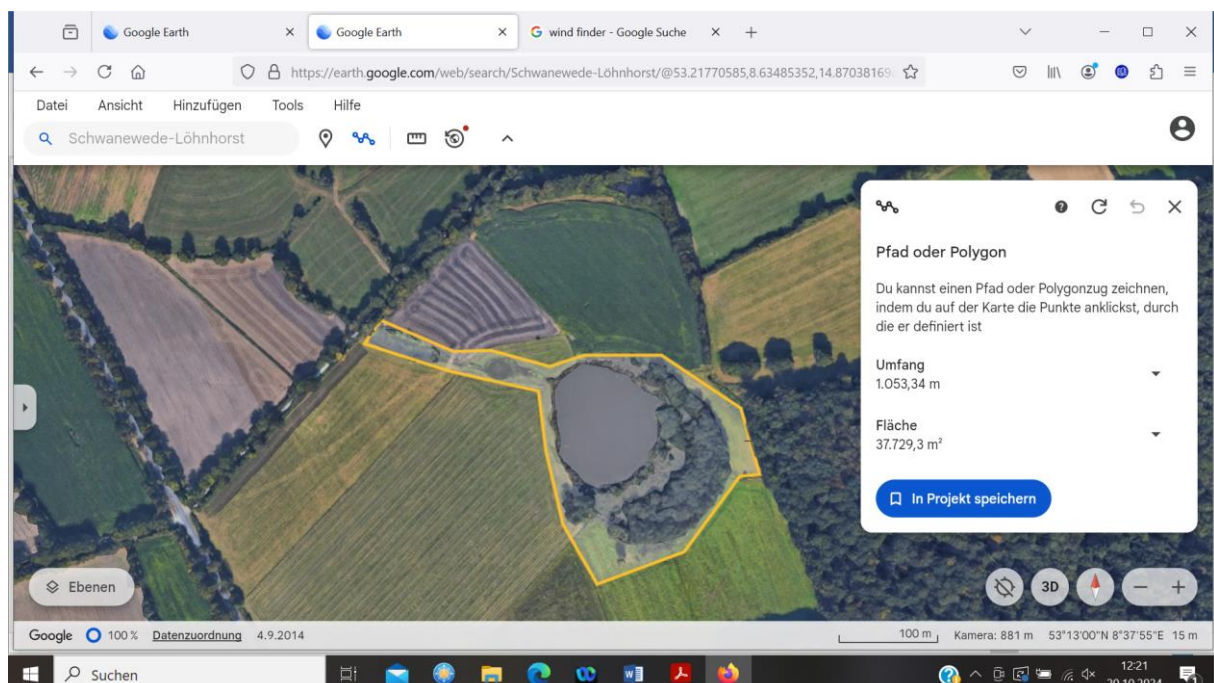 Google Earth
Google Earth
wind finder - Google Suche
https://earth.google.com/web/search/Schwanewede-Löhnhorst/@53.21770585,8.63485352,14.87038169
Datei Ansicht Hinzufügen Tools Hilfe
Schwanewede-Löhnhorst
Pfad oder Polygon
Du kannst einen Pfad oder Polygonzug zeichnen,
indem du auf der Karte die Punkte anklickst, durch
die er definiert ist
Umfang
1.053,34 m
Fläche
37.729,3 m²
In Projekt speichern
Ebenen
3D
Google 100 % Datenzuordnung 4.9.2014 100 m Kamera: 881 m 53°13'00"N 8°37'55"E 15 m
Suchen
12:21
20.10.2024